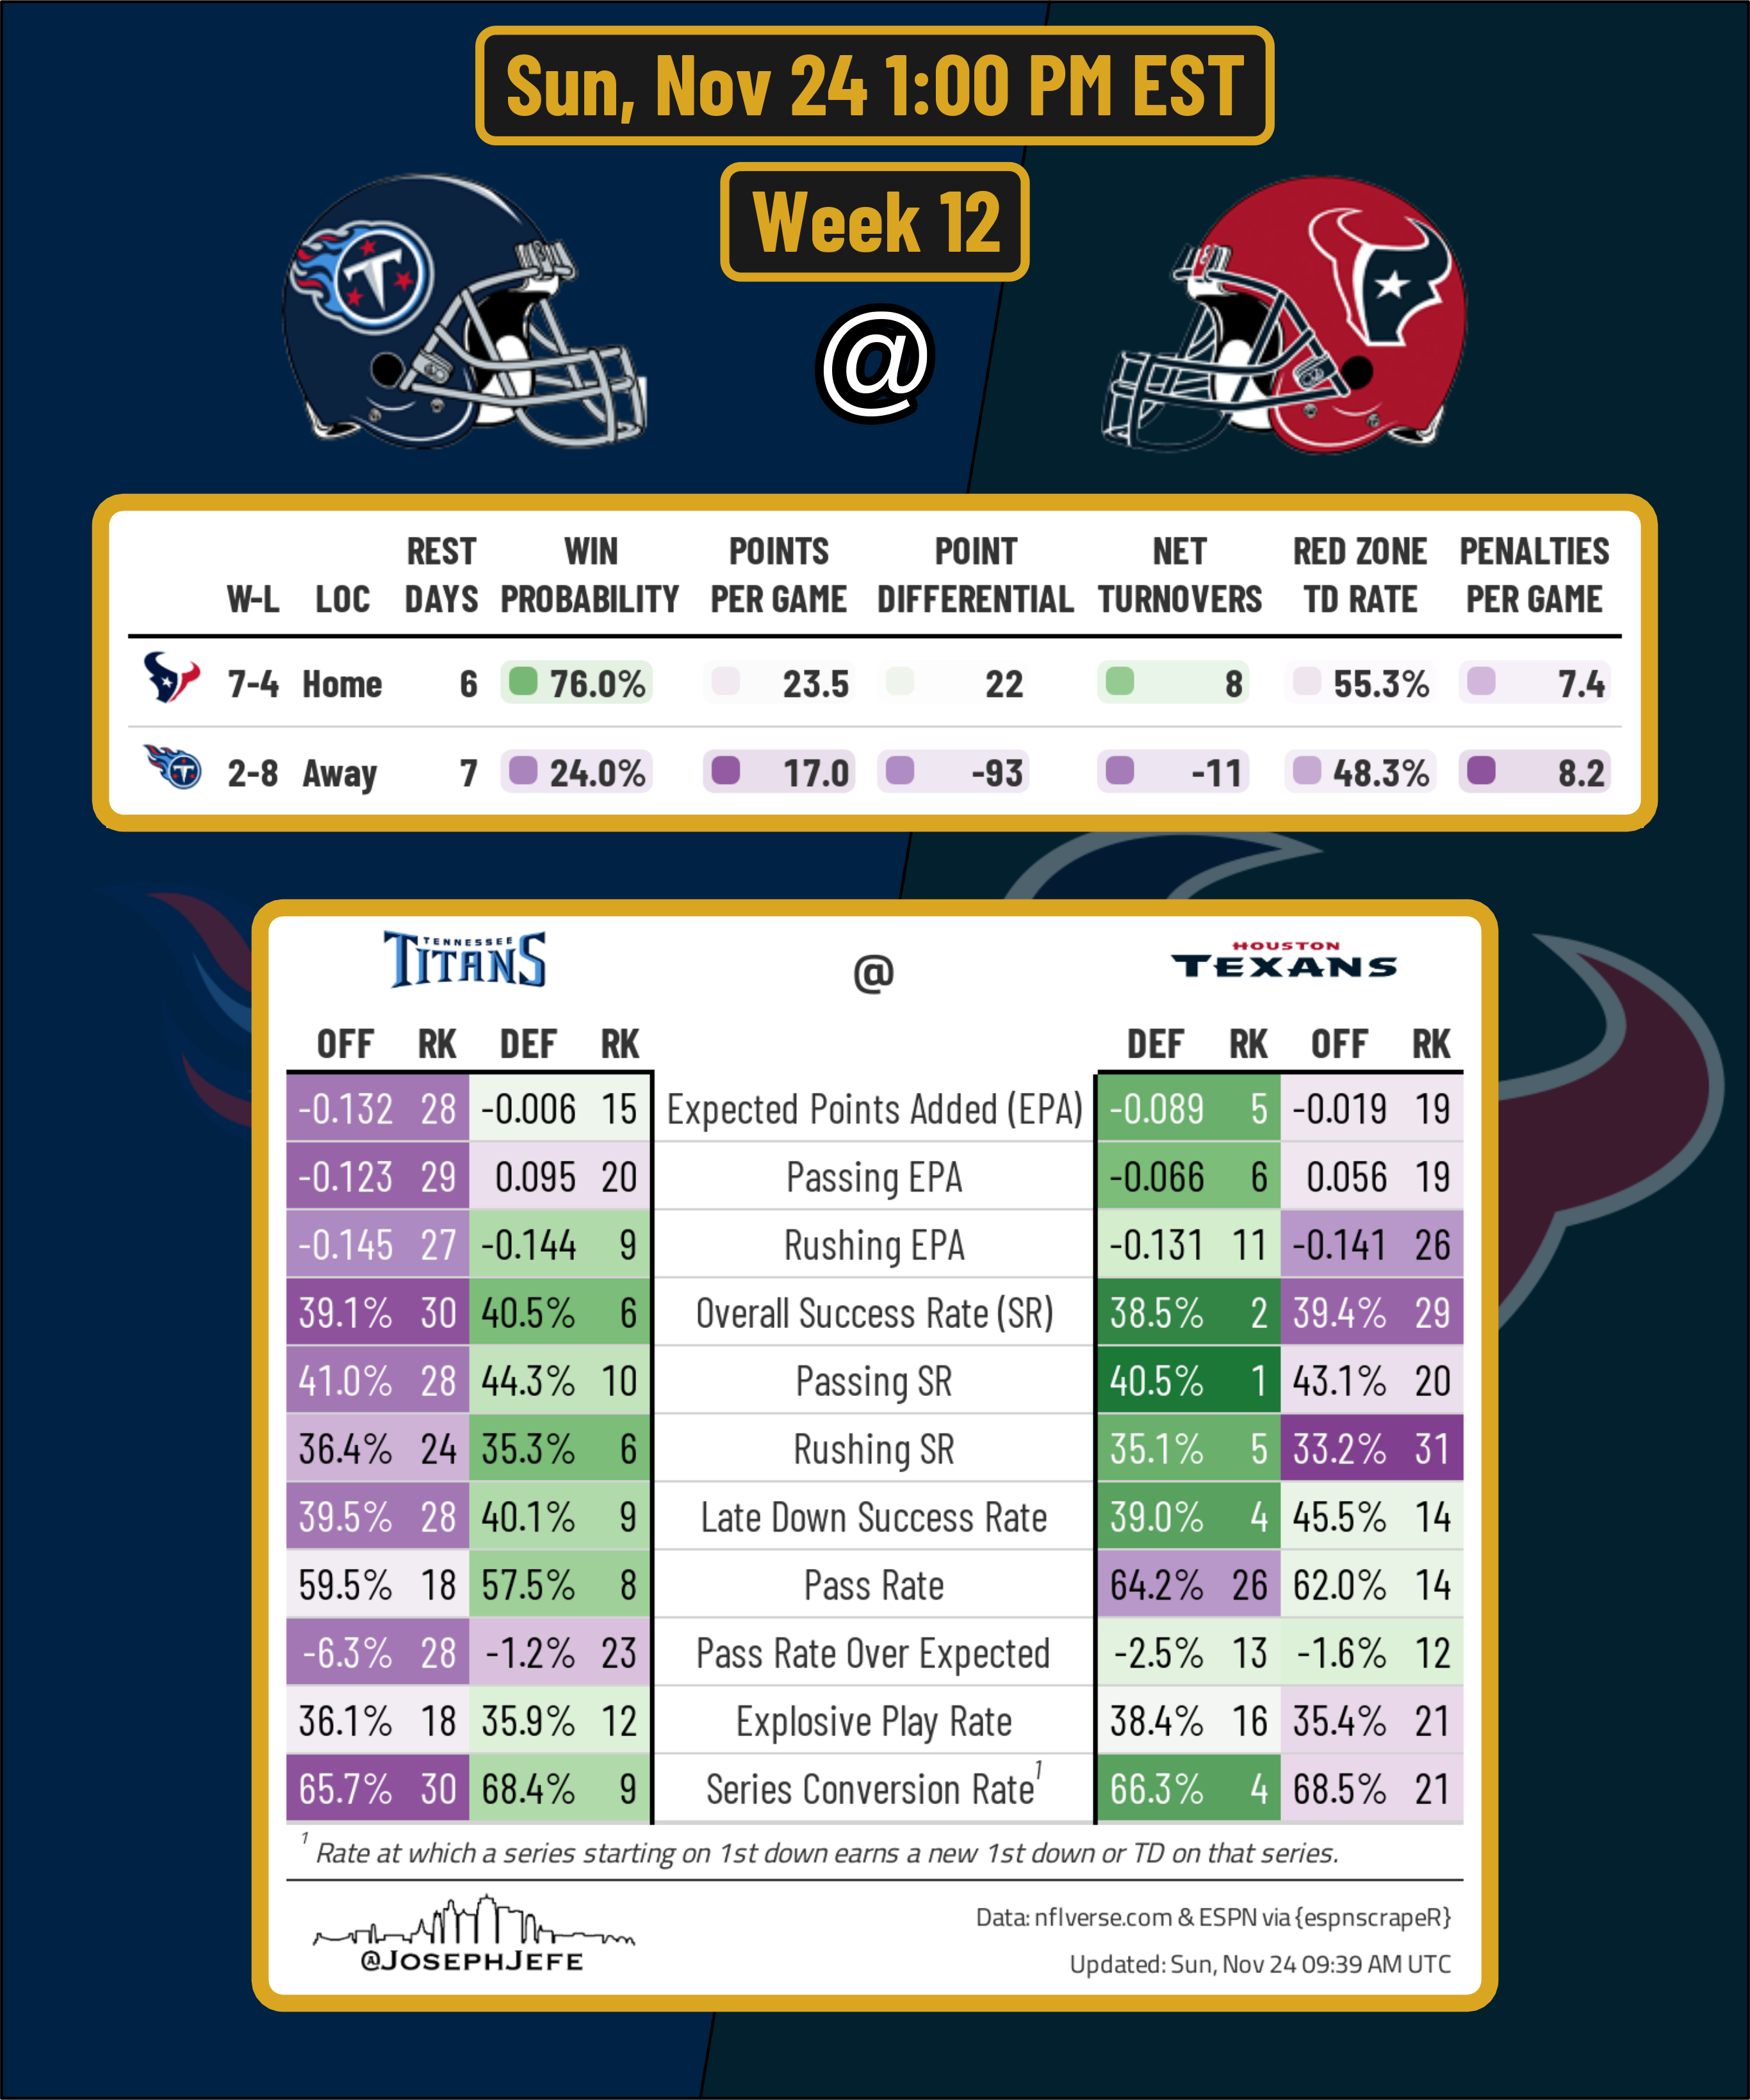 Sun, Nov 24 1:00 PM EST
Week 12
@
REST WIN POINTS POINT NET RED ZONE PENALTIES
W-L LOC DAYS PROBABILITY PER GAME DIFFERENTIAL TURNOVERS TD RATE PER GAME
7-4 Home 6 76.0% 23.5 22 8 55.3% 7.4
2-8 Away 7 24.0% 17.0 -93 -11 48.3% 8.2
TENNESSEE
TITANS @ HOUSTON
TEXANS
OFF RK DEF RK DEF RK OFF RK
-0.132 28 -0.006 15 Expected Points Added (EPA) -0.089 5 -0.019 19
-0.123 29 0.095 20 Passing EPA -0.066 6 0.056 19
-0.145 27 -0.144 9 Rushing EPA -0.131 11 -0.141 26
39.1% 30 40.5% 6 Overall Success Rate (SR) 38.5% 2 39.4% 29
41.0% 28 44.3% 10 Passing SR 40.5% 1 43.1% 20
36.4% 24 35.3% 6 Rushing SR 35.1% 5 33.2% 31
39.5% 28 40.1% 9 Late Down Success Rate 39.0% 4 45.5% 14
59.5% 18 57.5% 8 Pass Rate 64.2% 26 62.0% 14
-6.3% 28 -1.2% 23 Pass Rate Over Expected -2.5% 13 -1.6% 12
36.1% 18 35.9% 12 Explosive Play Rate 38.4% 16 35.4% 21
65.7% 30 68.4% 9 Series Conversion Rate1 66.3% 4 68.5% 21
1 Rate at which a series starting on 1st down earns a new 1st down or TD on that series.
@JOSEPHJEFE
Data: nflverse.com & ESPN via {espnscrapeR}
Updated: Sun, Nov 24 09:39 AM UTC